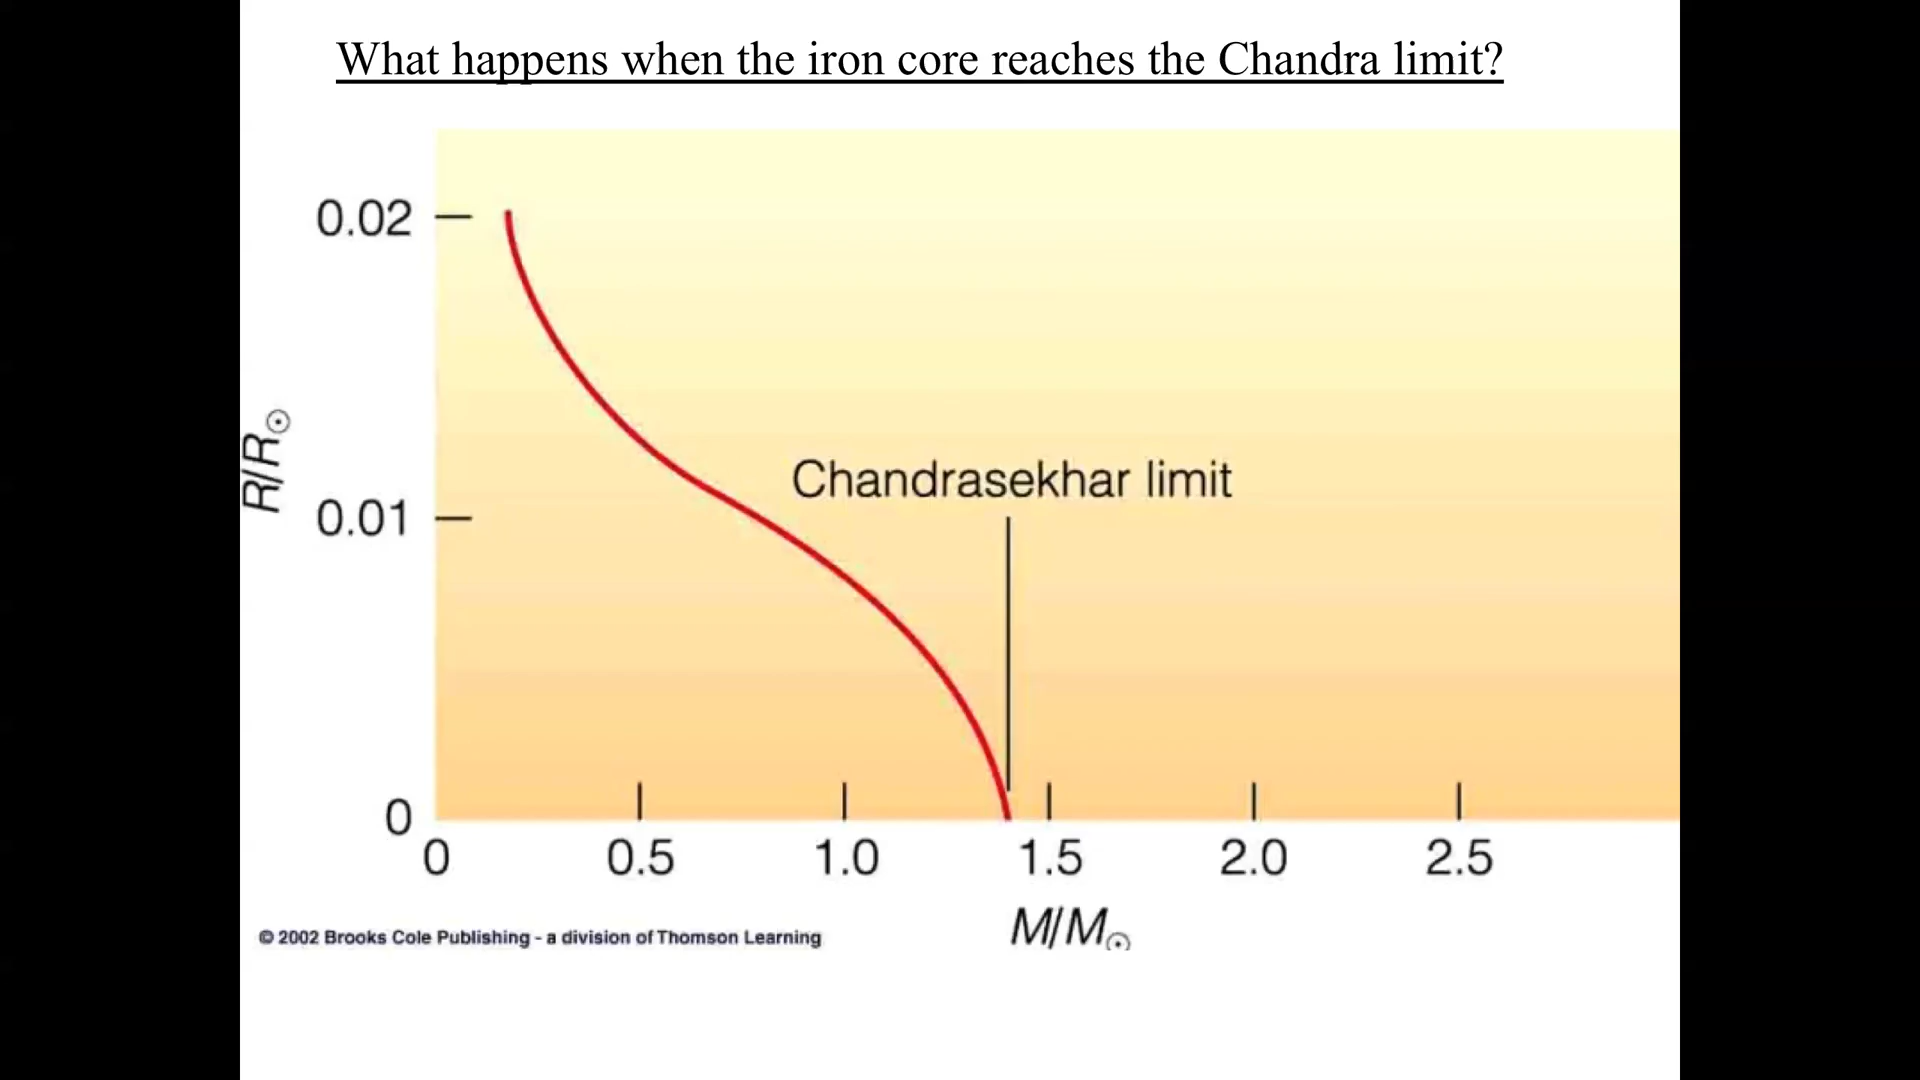 What happens when the iron core reaches the Chandra limit?
0.02
R/R☉
Chandrasekhar limit
0.01
0
0 0.5 1.0 1.5 2.0 2.5
M/M☉
© 2002 Brooks Cole Publishing - a division of Thomson Learning